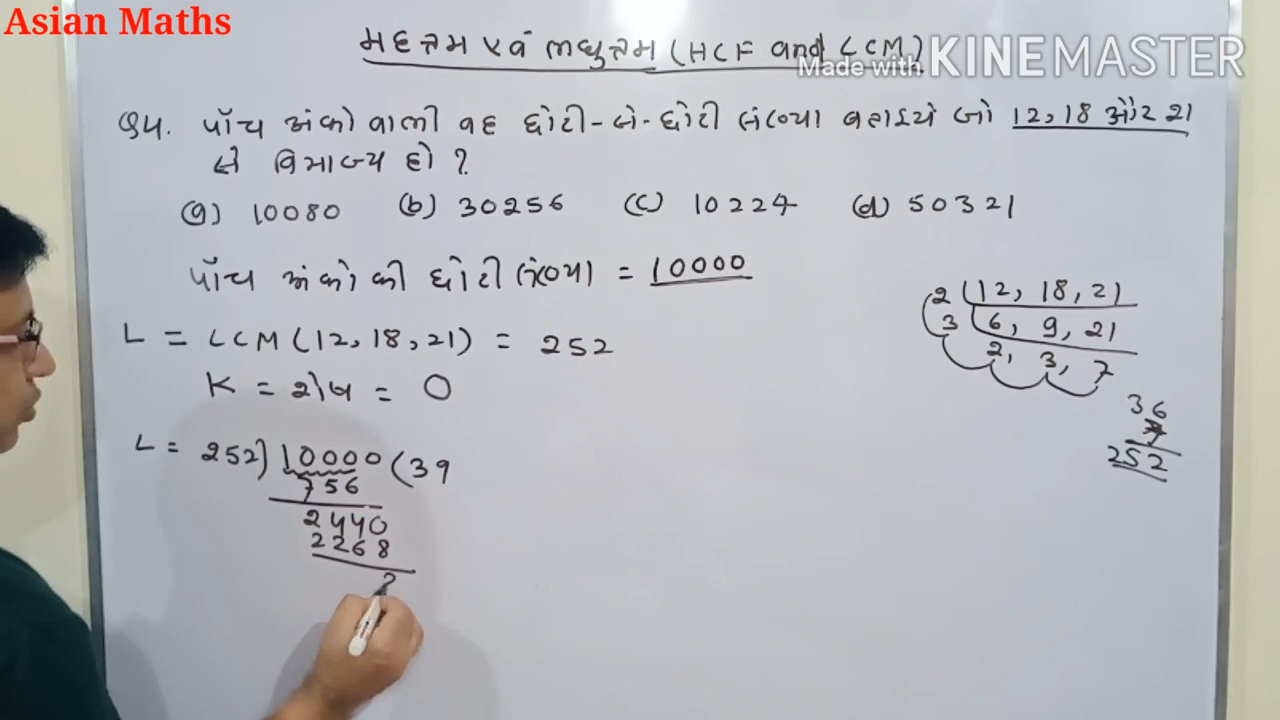 Asian Maths
महत्तम एवं लघुत्तम (HCF and LCM)
Made with KINEMASTER
Q4. पाँच अंको वाली वह छोटी-से-छोटी संख्या बताइये जो 12, 18 और 21
से विभाज्य हो ?
(a) 10080 (b) 30256 (c) 10224 (d) 50321
पाँच अंको की छोटी संख्या = 10000
L = LCM (12, 18, 21) = 252
K = शेष = 0
L = 252) 10000 (39
756
2440
2268
2 (12, 18, 21)
3 (6, 9, 21
2, 3, 7
36
7
252